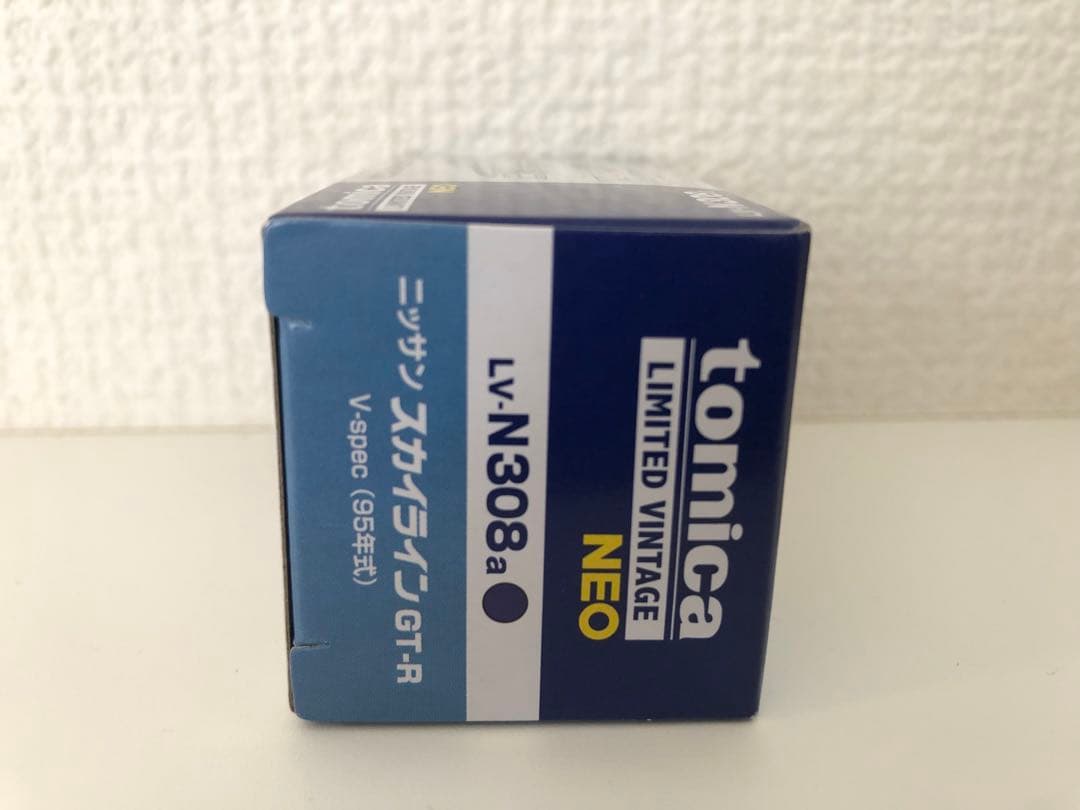 tomica
LIMITED VINTAGE
NEO
LV-N308a
ニッサン スカイライン GT-R
V-spec (95年式)